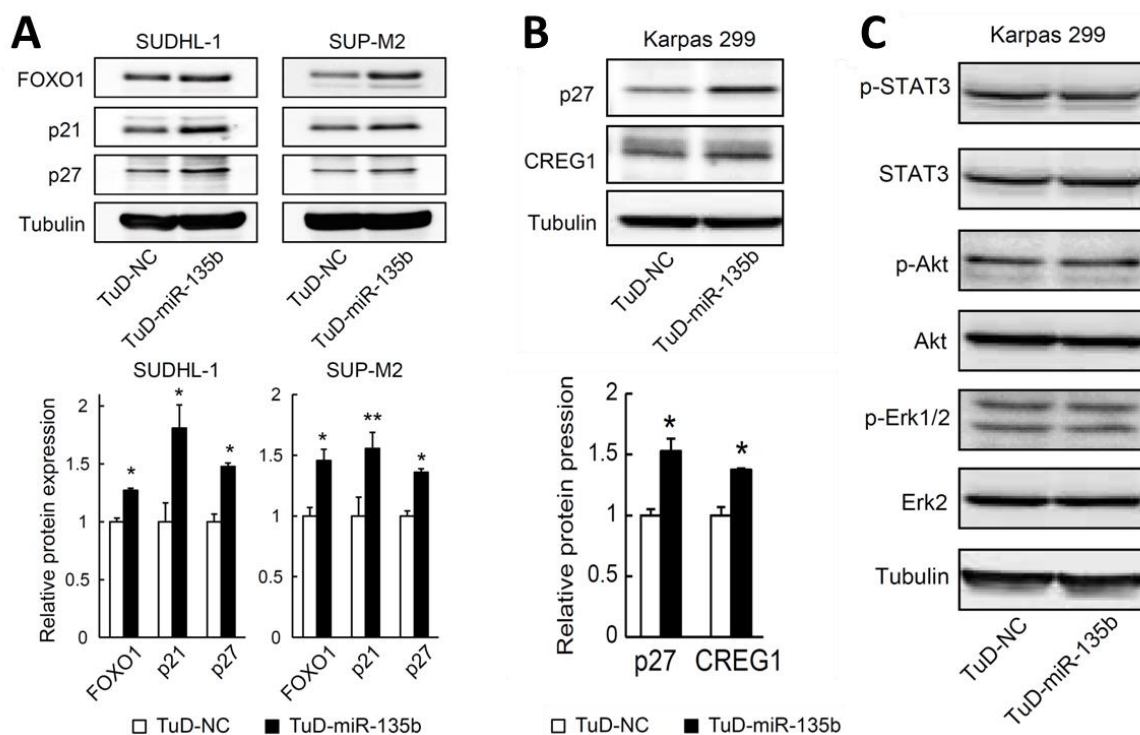 A
SUDHL-1 SUP-M2
FOXO1
p21
p27
Tubulin
TuD-NC TuD-miR-135b TuD-NC TuD-miR-135b
SUDHL-1 SUP-M2
Relative protein expression
2
1.5
1
0.5
0
* * *
FOXO1 p21 p27
2
1.5
1
0.5
0
* ** *
FOXO1 p21 p27
TuD-NC TuD-miR-135b
B
Karpas 299
p27
CREG1
Tubulin
TuD-NC TuD-miR-135b
Relative protein pression
2
1.5
1
0.5
0
* *
p27 CREG1
TuD-NC TuD-miR-135b
C
Karpas 299
p-STAT3
STAT3
p-Akt
Akt
p-Erk1/2
Erk2
Tubulin
TuD-NC TuD-miR-135b